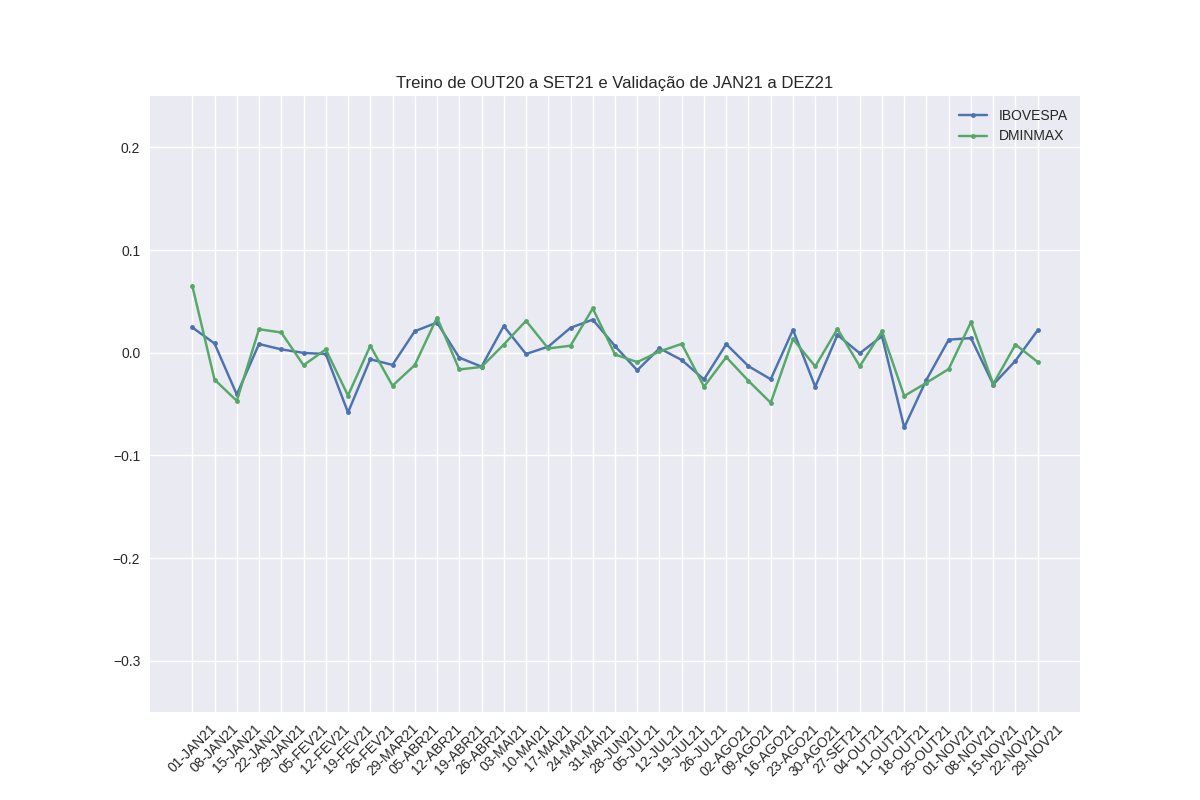 Treino de OUT20 a SET21 e Validação de JAN21 a DEZ21
IBOVESPA
DMINMAX
0.2
0.1
0.0
−0.1
−0.2
−0.3
01-JAN21
08-JAN21
15-JAN21
22-JAN21
29-JAN21
05-FEV21
12-FEV21
19-FEV21
26-FEV21
29-MAR21
05-ABR21
12-ABR21
19-ABR21
26-ABR21
03-MAI21
10-MAI21
17-MAI21
24-MAI21
31-MAI21
28-JUN21
05-JUL21
12-JUL21
19-JUL21
26-JUL21
02-AGO21
09-AGO21
16-AGO21
23-AGO21
30-AGO21
27-SET21
04-OUT21
11-OUT21
18-OUT21
25-OUT21
01-NOV21
08-NOV21
15-NOV21
22-NOV21
29-NOV21